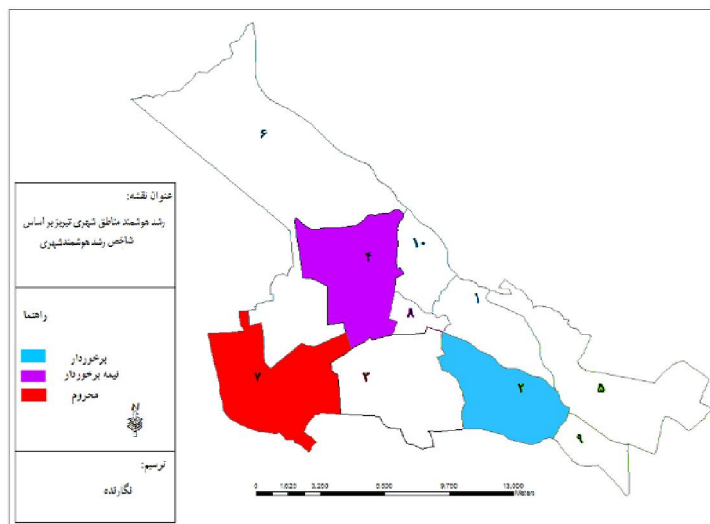 عنوان نقشه:
رشد هوشمند مناطق شهری تبریز بر اساس
شاخص رشد هوشمندشهری
راهنما
برخوردار
نیمه برخوردار
محروم
ترسیم:
نگارنده
۶
۴
۱۰
۱
۸
۷
۳
۲
۵
۹
0 1,625 3,250 6,500 9,750 13,000
Meters